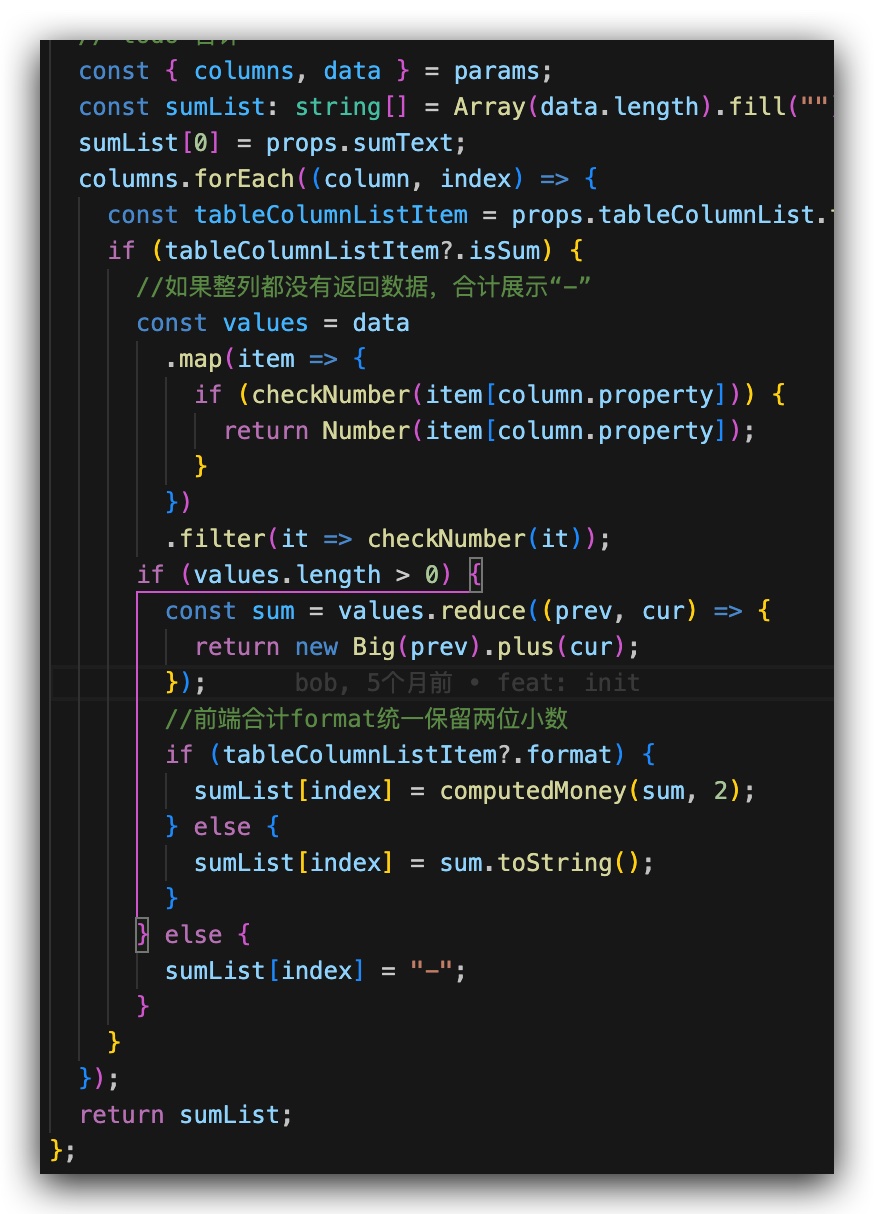 const { columns, data } = params;
const sumList: string[] = Array(data.length).fill("")
sumList[0] = props.sumText;
columns.forEach((column, index) => {
const tableColumnListItem = props.tableColumnList.
if (tableColumnListItem?.isSum) {
//如果整列都没有返回数据，合计展示“-”
const values = data
.map(item => {
if (checkNumber(item[column.property])) {
return Number(item[column.property]);
}
})
.filter(it => checkNumber(it));
if (values.length > 0) {
const sum = values.reduce((prev, cur) => {
return new Big(prev).plus(cur);
}); bob, 5个月前 • feat: init
//前端合计format统一保留两位小数
if (tableColumnListItem?.format) {
sumList[index] = computedMoney(sum, 2);
} else {
sumList[index] = sum.toString();
}
} else {
sumList[index] = "-";
}
}
});
return sumList;
};